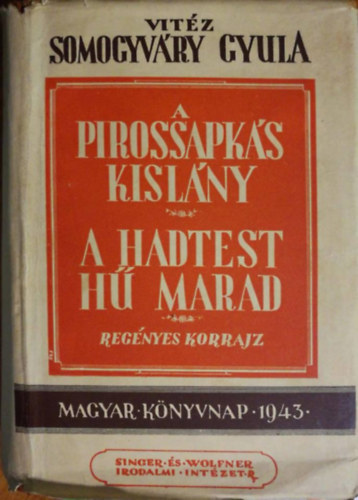 VITÉZ
SOMOGYVÁRY GYULA
A
PIROSSAPKÁS
KISLÁNY
A HADTEST
HŰ MARAD
REGÉNYES KORRAJZ
MAGYAR·KÖNYVNAP·1943·
SINGER·ÉS·WOLFNER
IRODALMI·INTÉZET·R